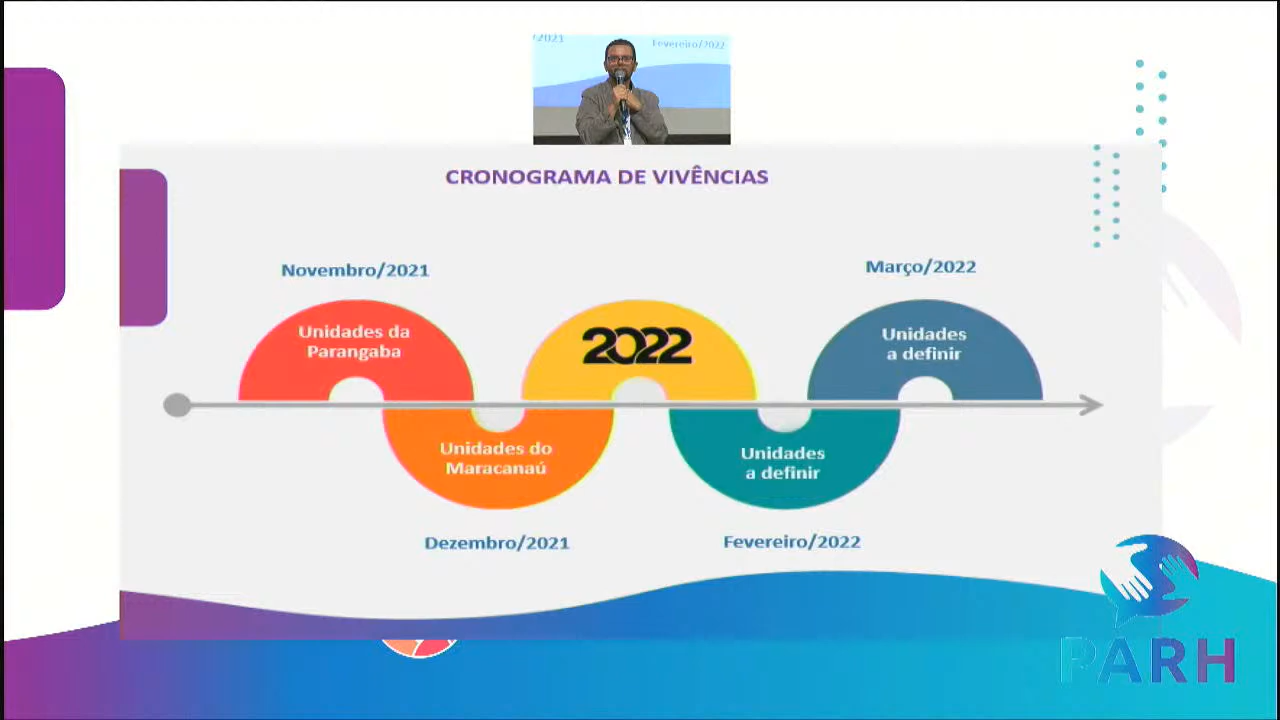 /2021
Fevereiro/2022
CRONOGRAMA DE VIVÊNCIAS
Novembro/2021
Março/2022
Unidades da
Parangaba
2022
Unidades
a definir
Unidades do
Maracanaú
Unidades
a definir
Dezembro/2021
Fevereiro/2022
PARH